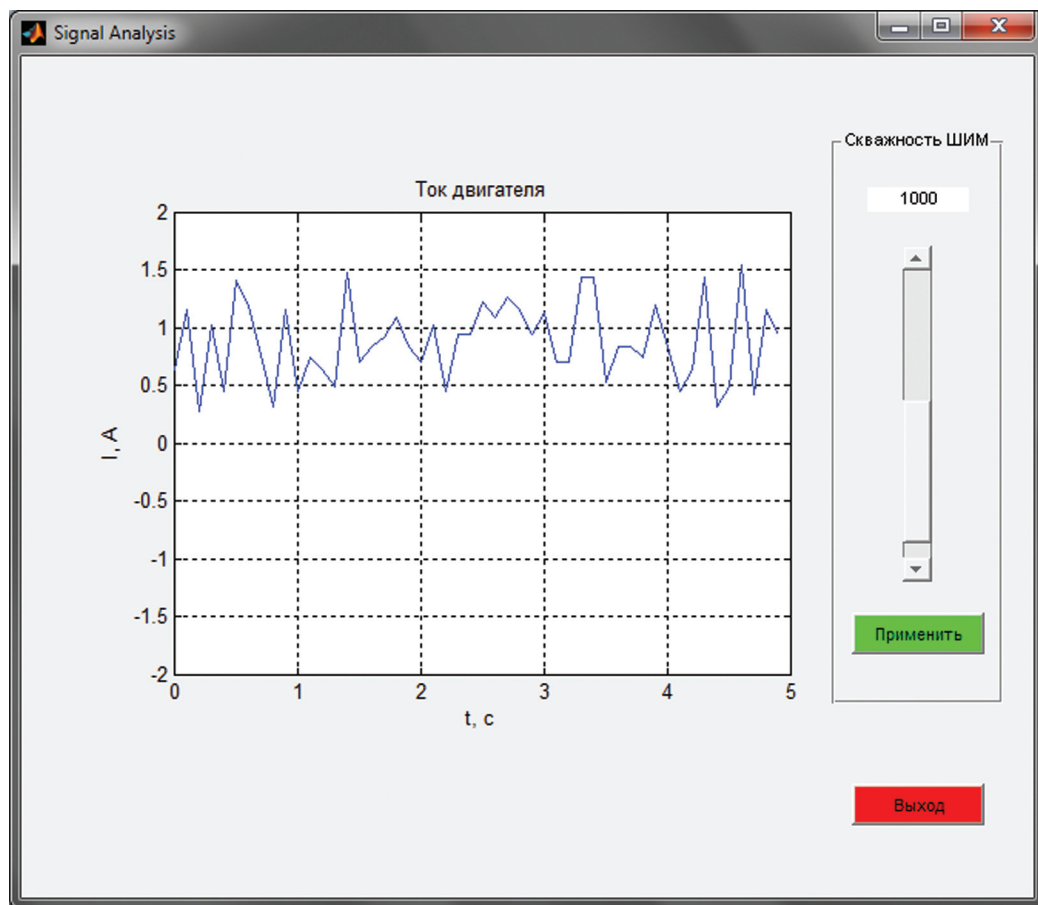 Signal Analysis
Скважность ШИМ
1000
Ток двигателя
2
1.5
1
0.5
0
-0.5
-1
-1.5
-2
I, A
0 1 2 3 4 5
t, c
Применить
Выход